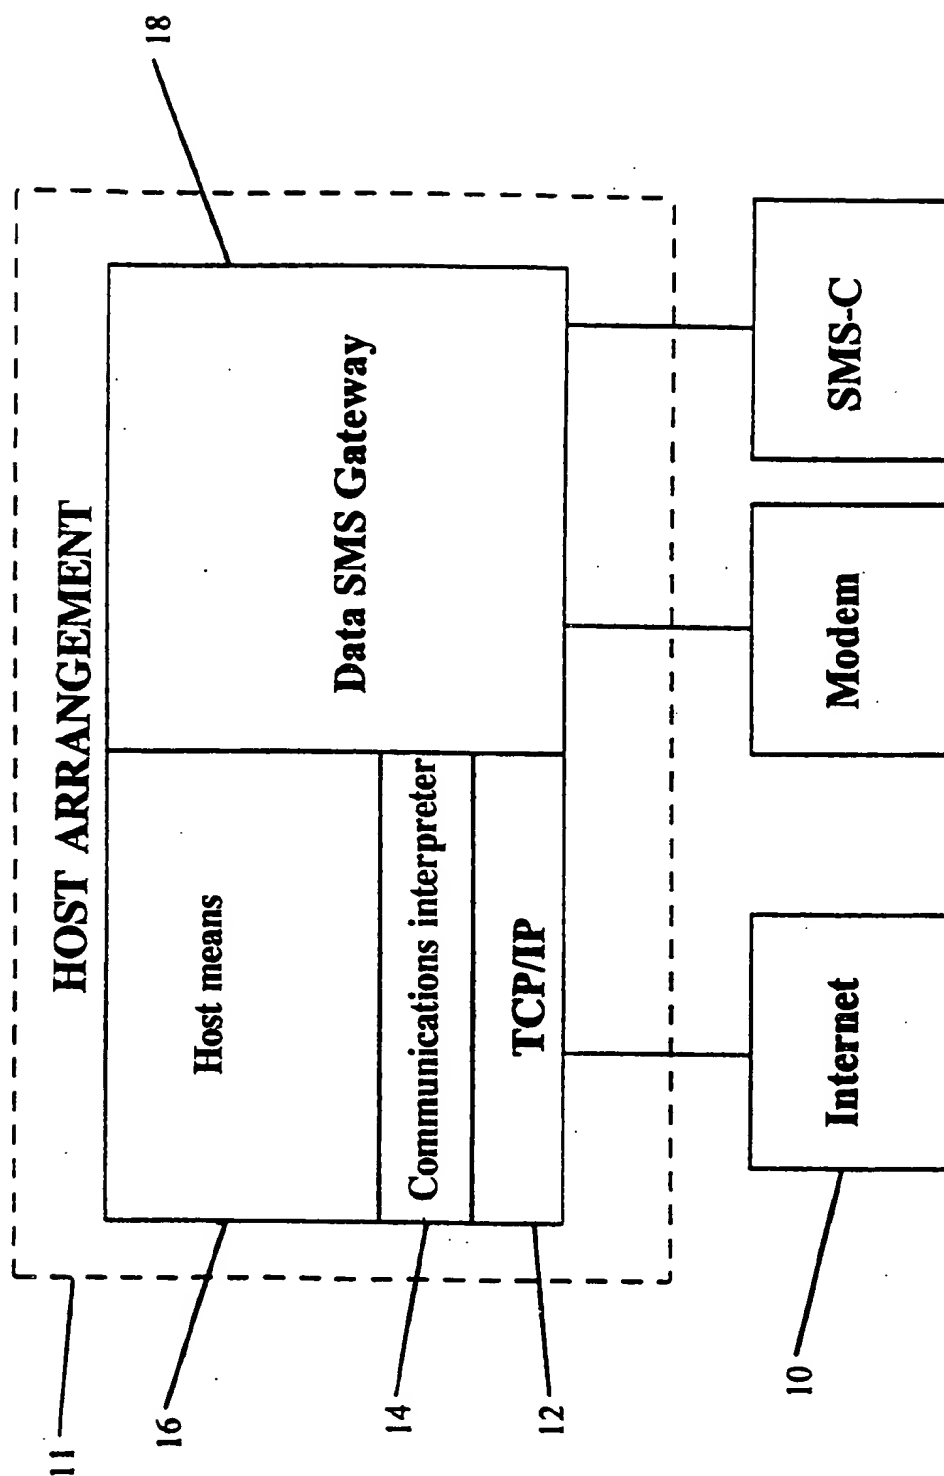 HOST ARRANGEMENT
11
16
Host means
Data SMS Gateway
18
14
Communications interpreter
12
TCP/IP
10
Internet
Modem
SMS-C